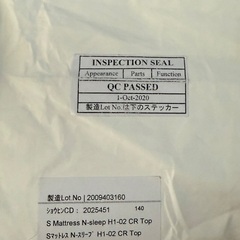 INSPECTION SEAL
Appearance Parts Function
QC PASSED
1-Oct-2020
製造Lot No.は下のステッカー
製造Lot.No | 2009403160
ショウヒンCD : 2025451 140
S Mattress N-sleep H1-02 CR Top
Sマットレス N-スリープ H1-02 CR Top